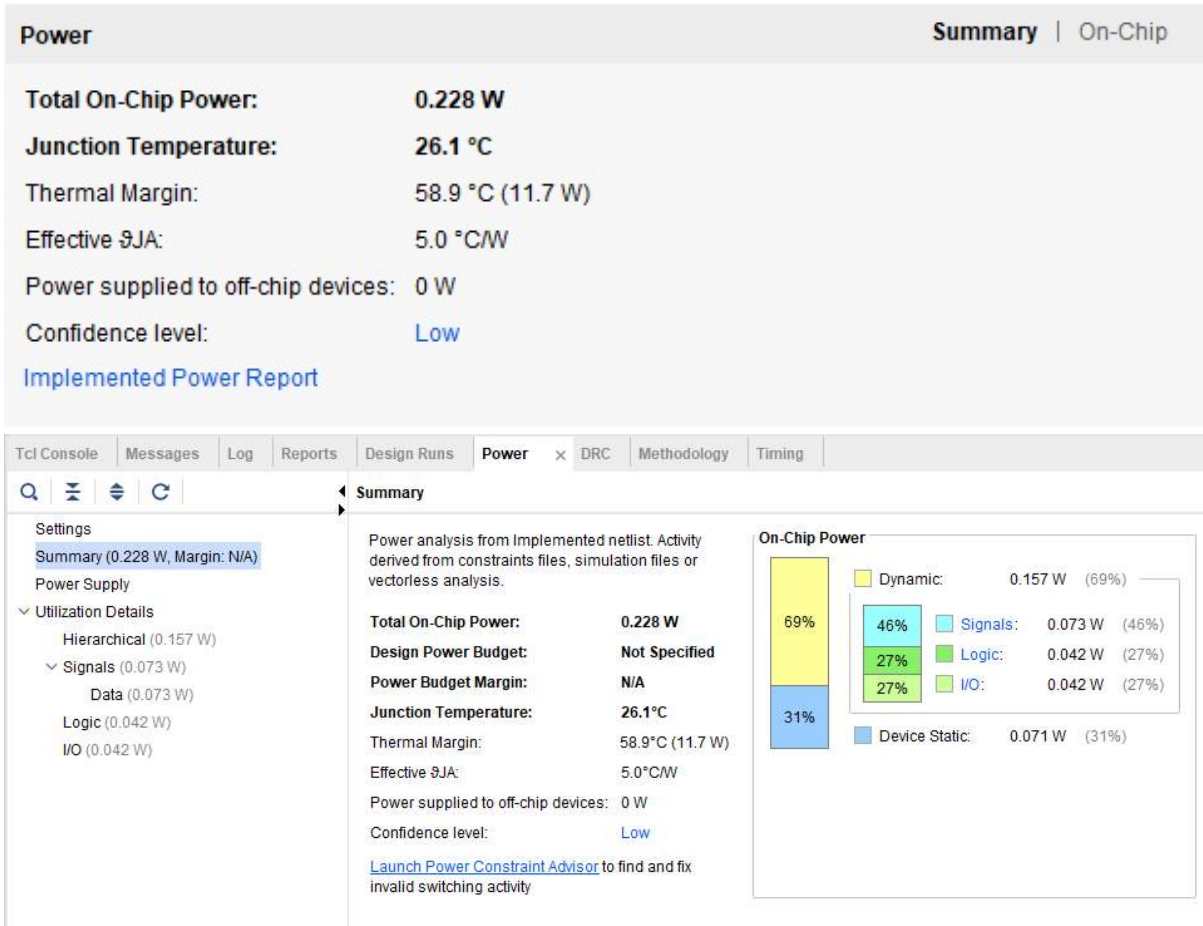 Power
Summary | On-Chip
Total On-Chip Power: 0.228 W
Junction Temperature: 26.1 °C
Thermal Margin: 58.9 °C (11.7 W)
Effective ϑJA: 5.0 °C/W
Power supplied to off-chip devices: 0 W
Confidence level: Low
Implemented Power Report
Tcl Console Messages Log Reports Design Runs Power × DRC Methodology Timing
Summary
Settings
Summary (0.228 W, Margin: N/A)
Power Supply
Utilization Details
Hierarchical (0.157 W)
Signals (0.073 W)
Data (0.073 W)
Logic (0.042 W)
I/O (0.042 W)
Power analysis from Implemented netlist. Activity
derived from constraints files, simulation files or
vectorless analysis.
Total On-Chip Power: 0.228 W
Design Power Budget: Not Specified
Power Budget Margin: N/A
Junction Temperature: 26.1°C
Thermal Margin: 58.9°C (11.7 W)
Effective ϑJA: 5.0°C/W
Power supplied to off-chip devices: 0 W
Confidence level: Low
Launch Power Constraint Advisor to find and fix
invalid switching activity
On-Chip Power
69%
31%
Dynamic: 0.157 W (69%)
46% Signals: 0.073 W (46%)
27% Logic: 0.042 W (27%)
27% I/O: 0.042 W (27%)
Device Static: 0.071 W (31%)